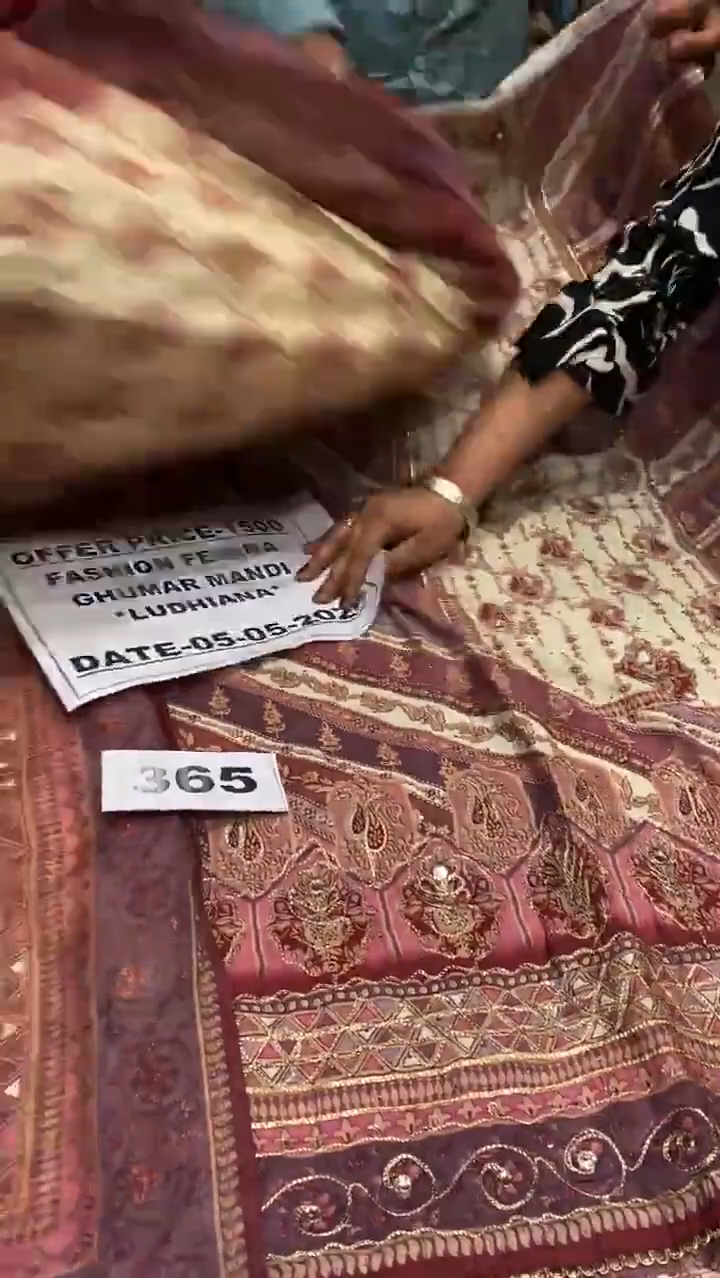 OFFER PRICE-1500
FASHION
GHUMAR MANDI
"LUDHIANA"
DATE-05-05-202
365